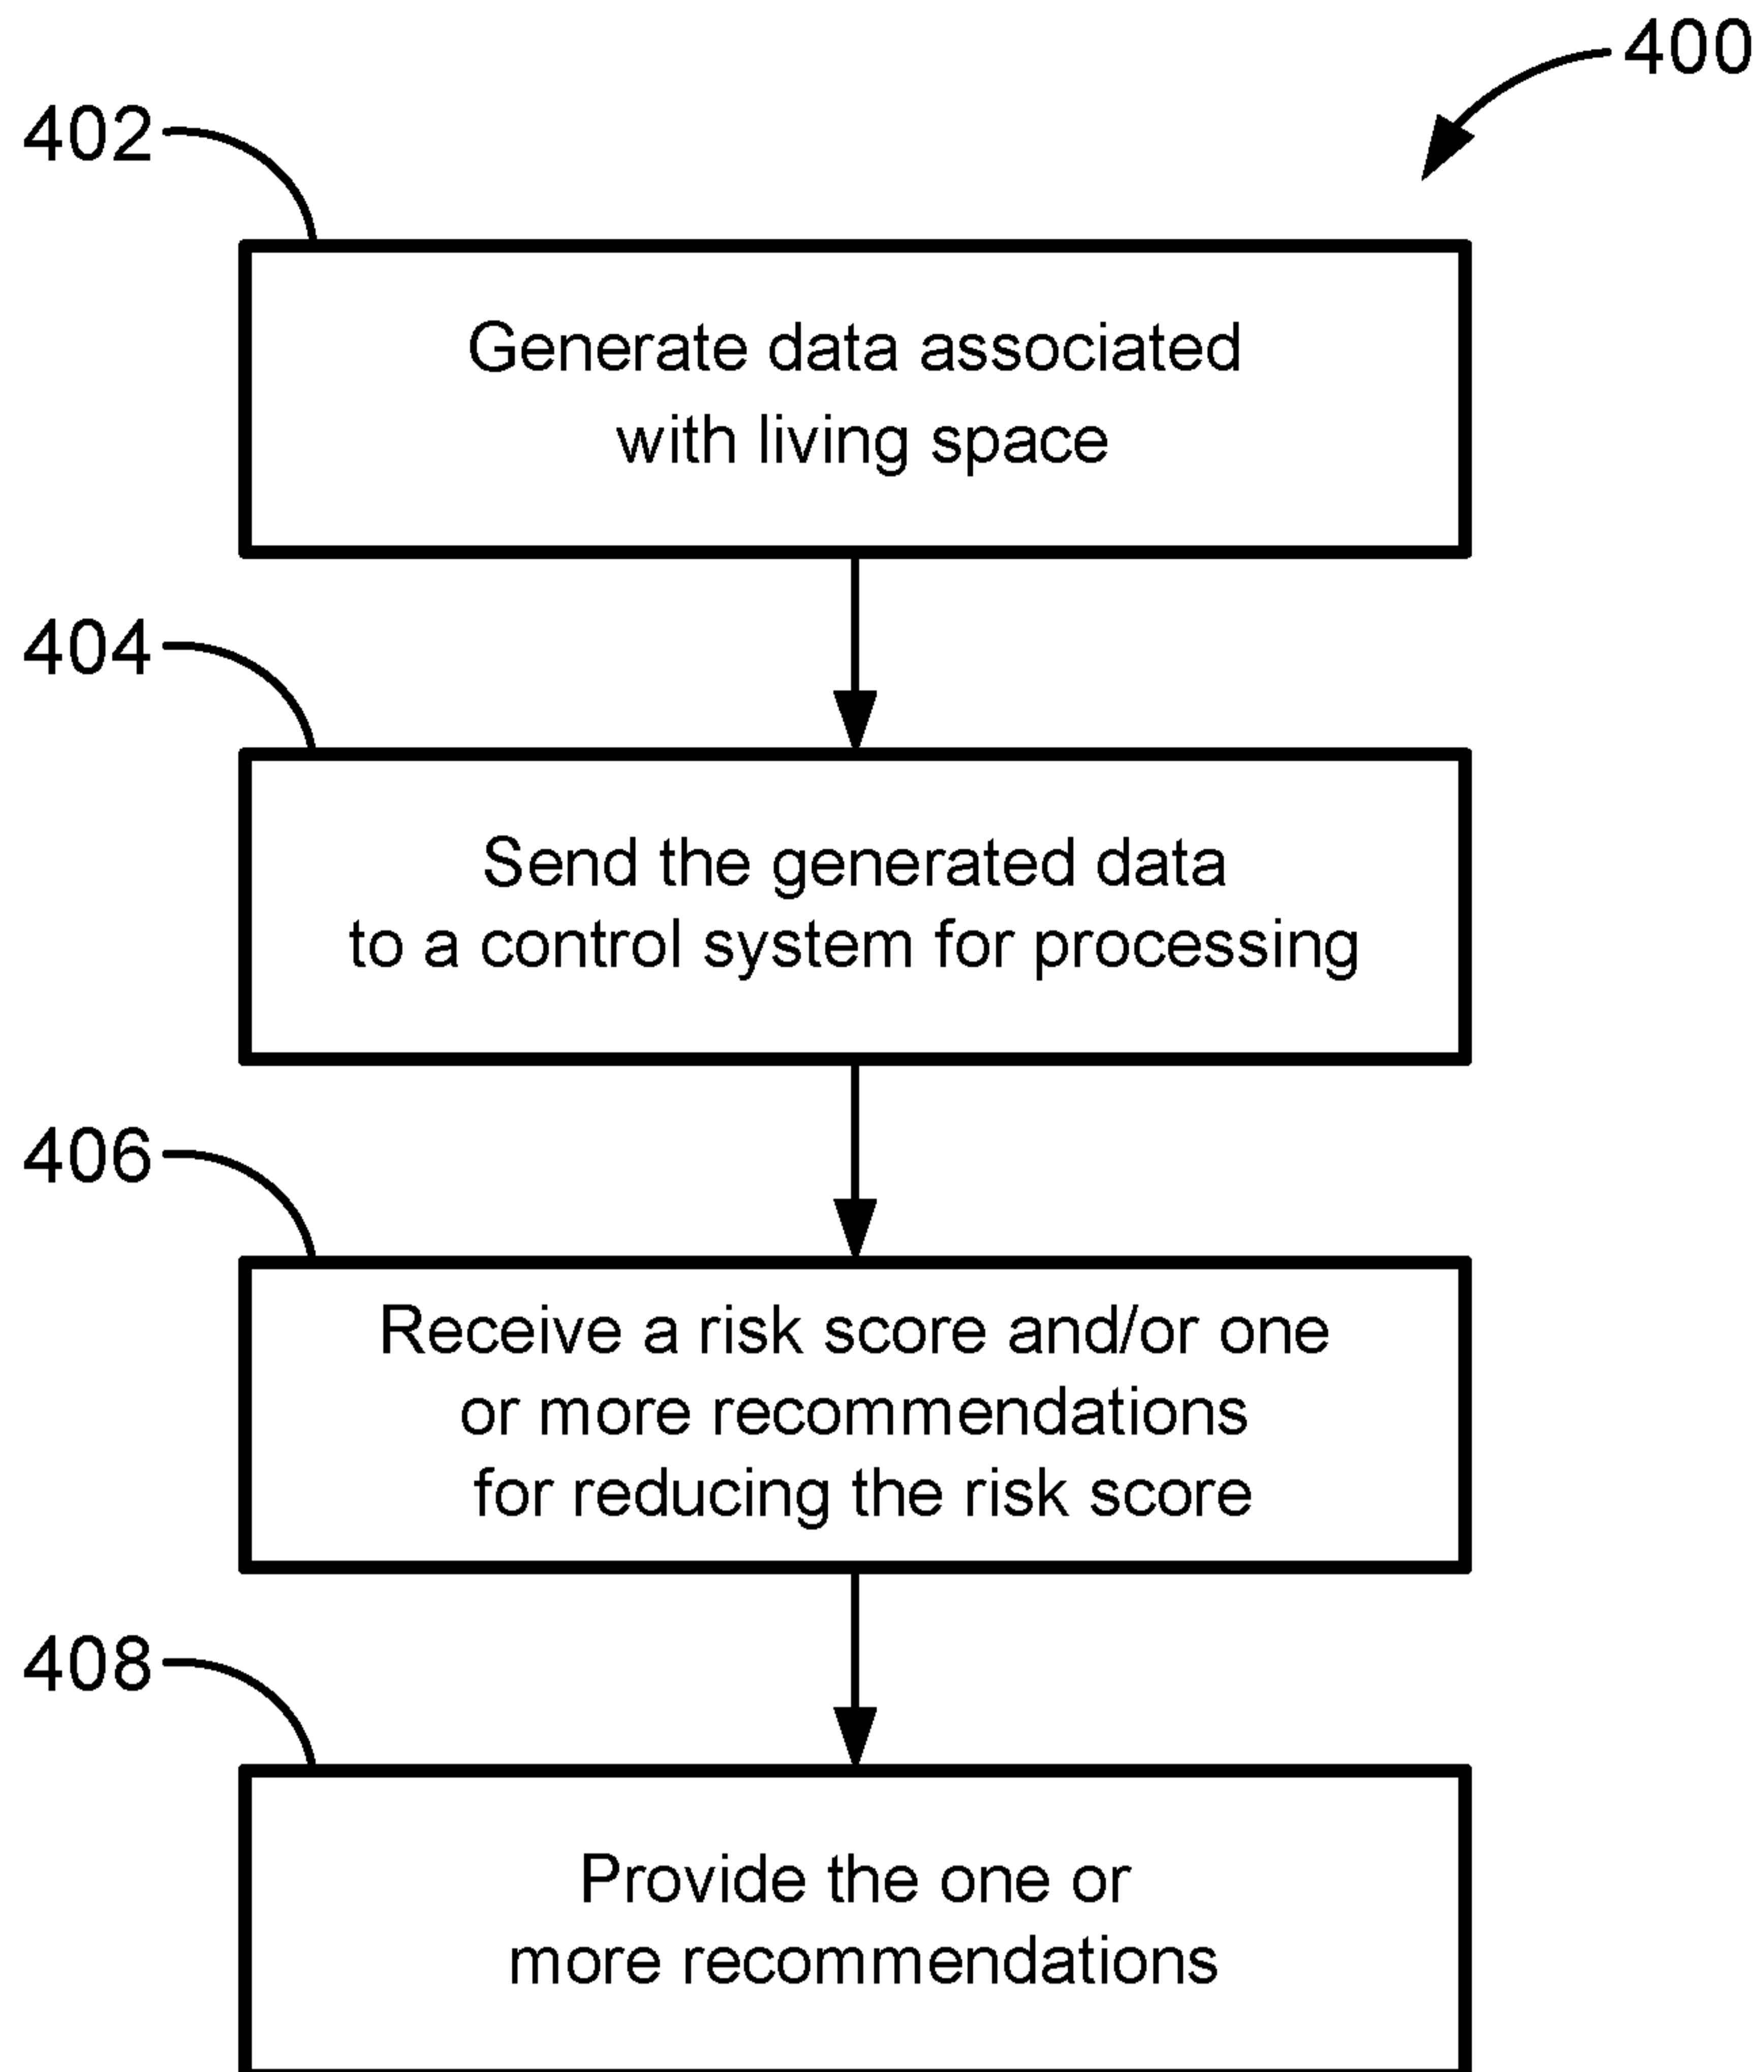 400
402
Generate data associated
with living space
404
Send the generated data
to a control system for processing
406
Receive a risk score and/or one
or more recommendations
for reducing the risk score
408
Provide the one or
more recommendations